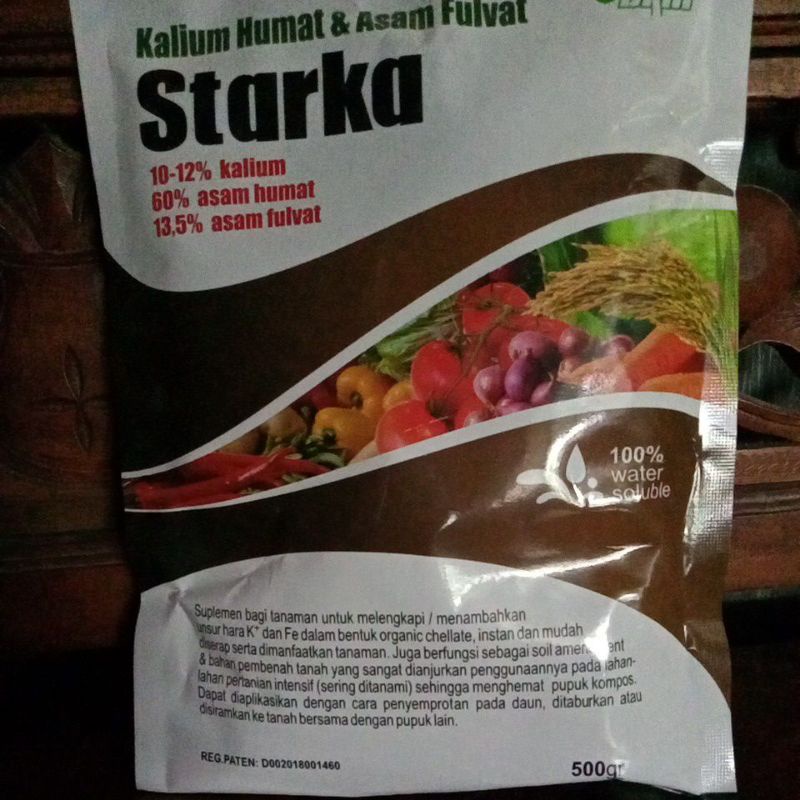 Kalium Humat & Asam Fulvat
Starka
10-12% kalium
60% asam humat
13,5% asam fulvat
100%
water
soluble
Suplemen bagi tanaman untuk melengkapi / menambahkan
unsur hara K⁺ dan Fe dalam bentuk organic chellate, instan dan mudah
diserap serta dimanfaatkan tanaman. Juga berfungsi sebagai soil amendment
& bahan pembenah tanah yang sangat dianjurkan penggunaannya pada lahan-
lahan pertanian intensif (sering ditanami) sehingga menghemat pupuk kompos.
Dapat diaplikasikan dengan cara penyemprotan pada daun, ditaburkan atau
disiramkan ke tanah bersama dengan pupuk lain.
REG.PATEN: D002018001460
500gr